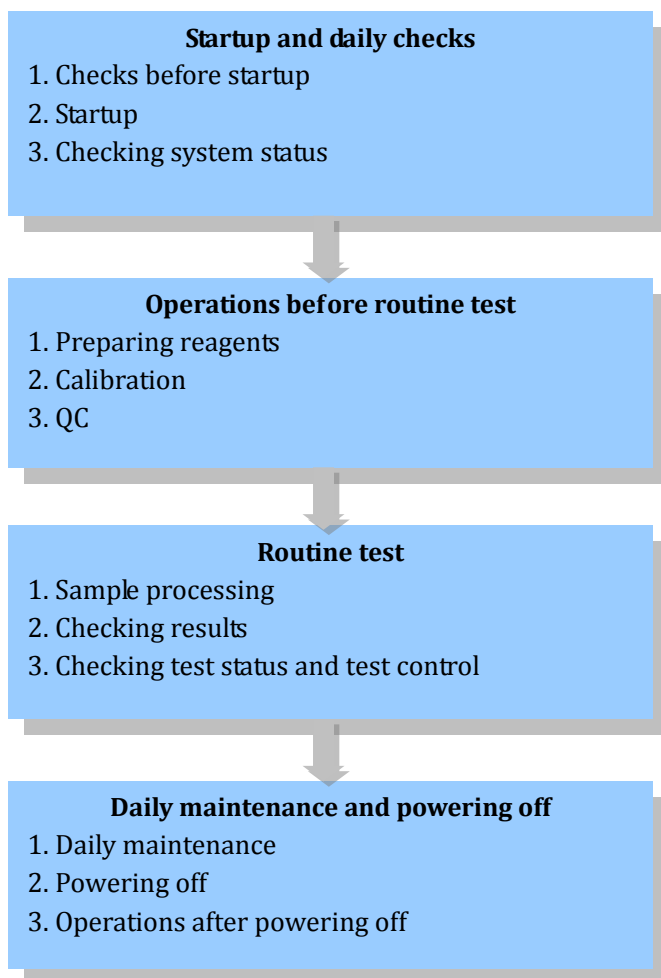 Startup and daily checks
1. Checks before startup
2. Startup
3. Checking system status
Operations before routine test
1. Preparing reagents
2. Calibration
3. QC
Routine test
1. Sample processing
2. Checking results
3. Checking test status and test control
Daily maintenance and powering off
1. Daily maintenance
2. Powering off
3. Operations after powering off